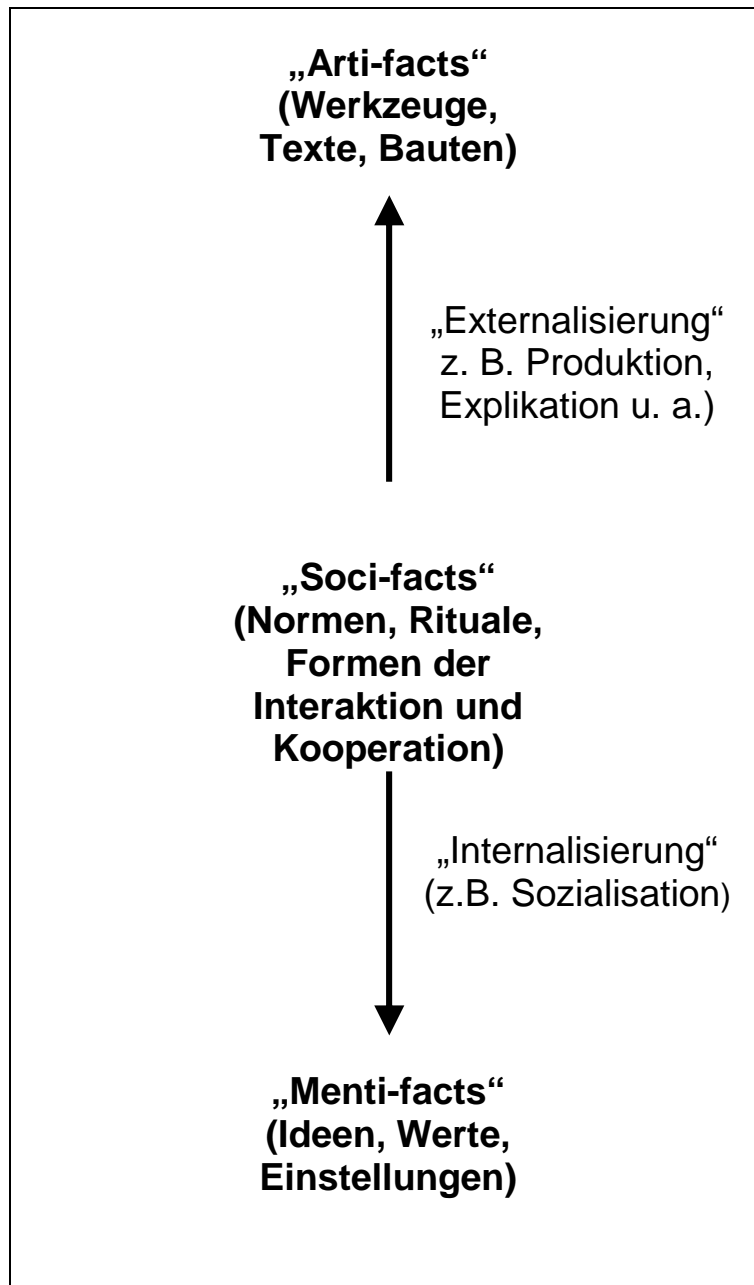 „Arti-facts“
(Werkzeuge,
Texte, Bauten)
„Externalisierung“
z. B. Produktion,
Explikation u. a.)
„Soci-facts“
(Normen, Rituale,
Formen der
Interaktion und
Kooperation)
„Internalisierung“
(z.B. Sozialisation)
„Menti-facts“
(Ideen, Werte,
Einstellungen)